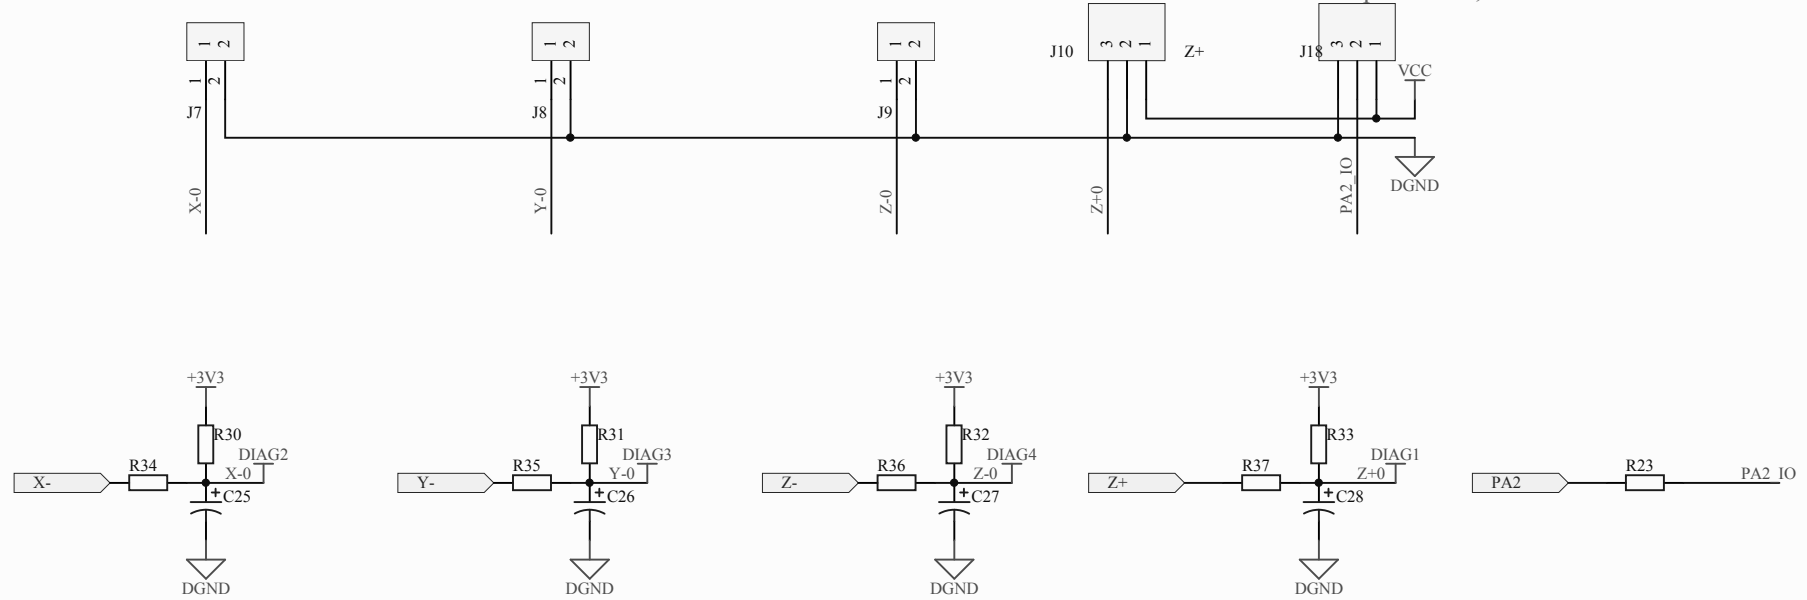 1 2
1 2
J7
X-0
1 2
1 2
J8
Y-0
1 2
1 2
J9
Z-0
J10
3 2 1
Z+
Z+0
J18
3 2 1
VCC
PA2_IO
DGND
+3V3
R30
DIAG2
R34
X-0
X-
+
C25
DGND
+3V3
R31
DIAG3
R35
Y-0
Y-
+
C26
DGND
+3V3
R32
DIAG4
R36
Z-0
Z-
+
C27
DGND
+3V3
R33
DIAG1
R37
Z+0
Z+
+
C28
DGND
R23
PA2_IO
PA2